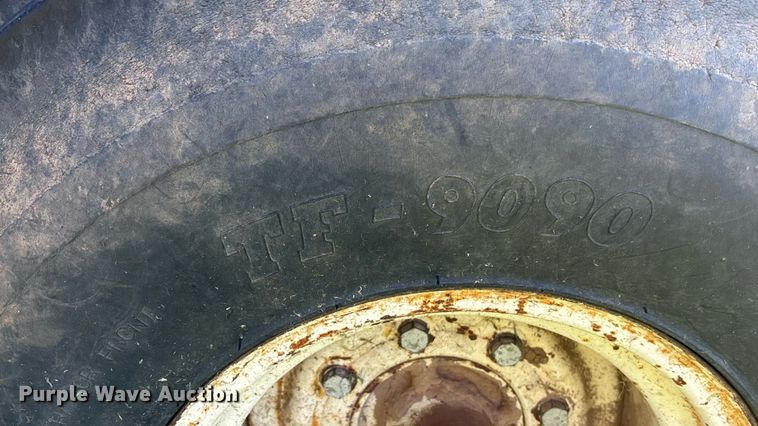 TF-9090
FRONT
Purple Wave Auction